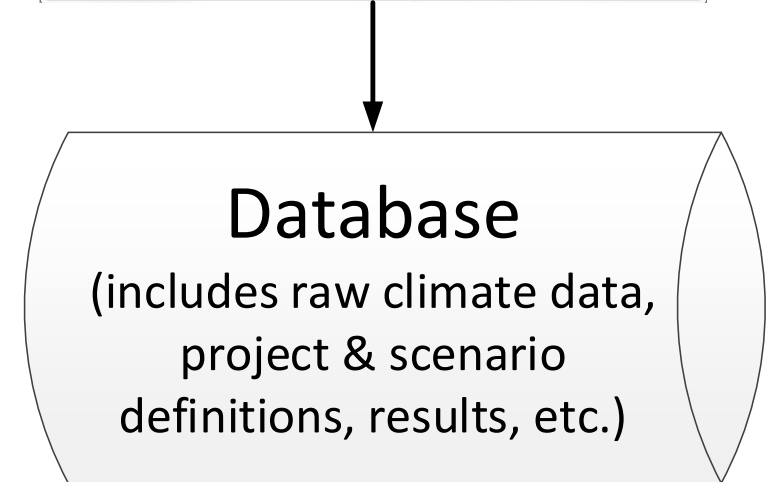 Database
(includes raw climate data,
project & scenario
definitions, results, etc.)